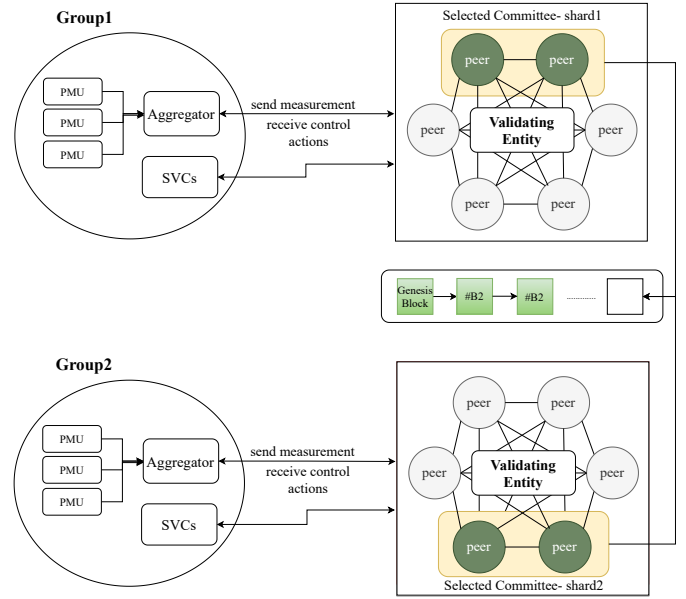 Group1
PMU
PMU
PMU
Aggregator
SVCs
send measurement
receive control
actions
Selected Committee- shard1
peer
peer
peer
Validating
Entity
peer
peer
peer
Genesis
Block
#B2
#B2
.............
Group2
PMU
PMU
PMU
Aggregator
SVCs
send measurement
receive control
actions
peer
peer
peer
Validating
Entity
peer
peer
peer
Selected Committee- shard2